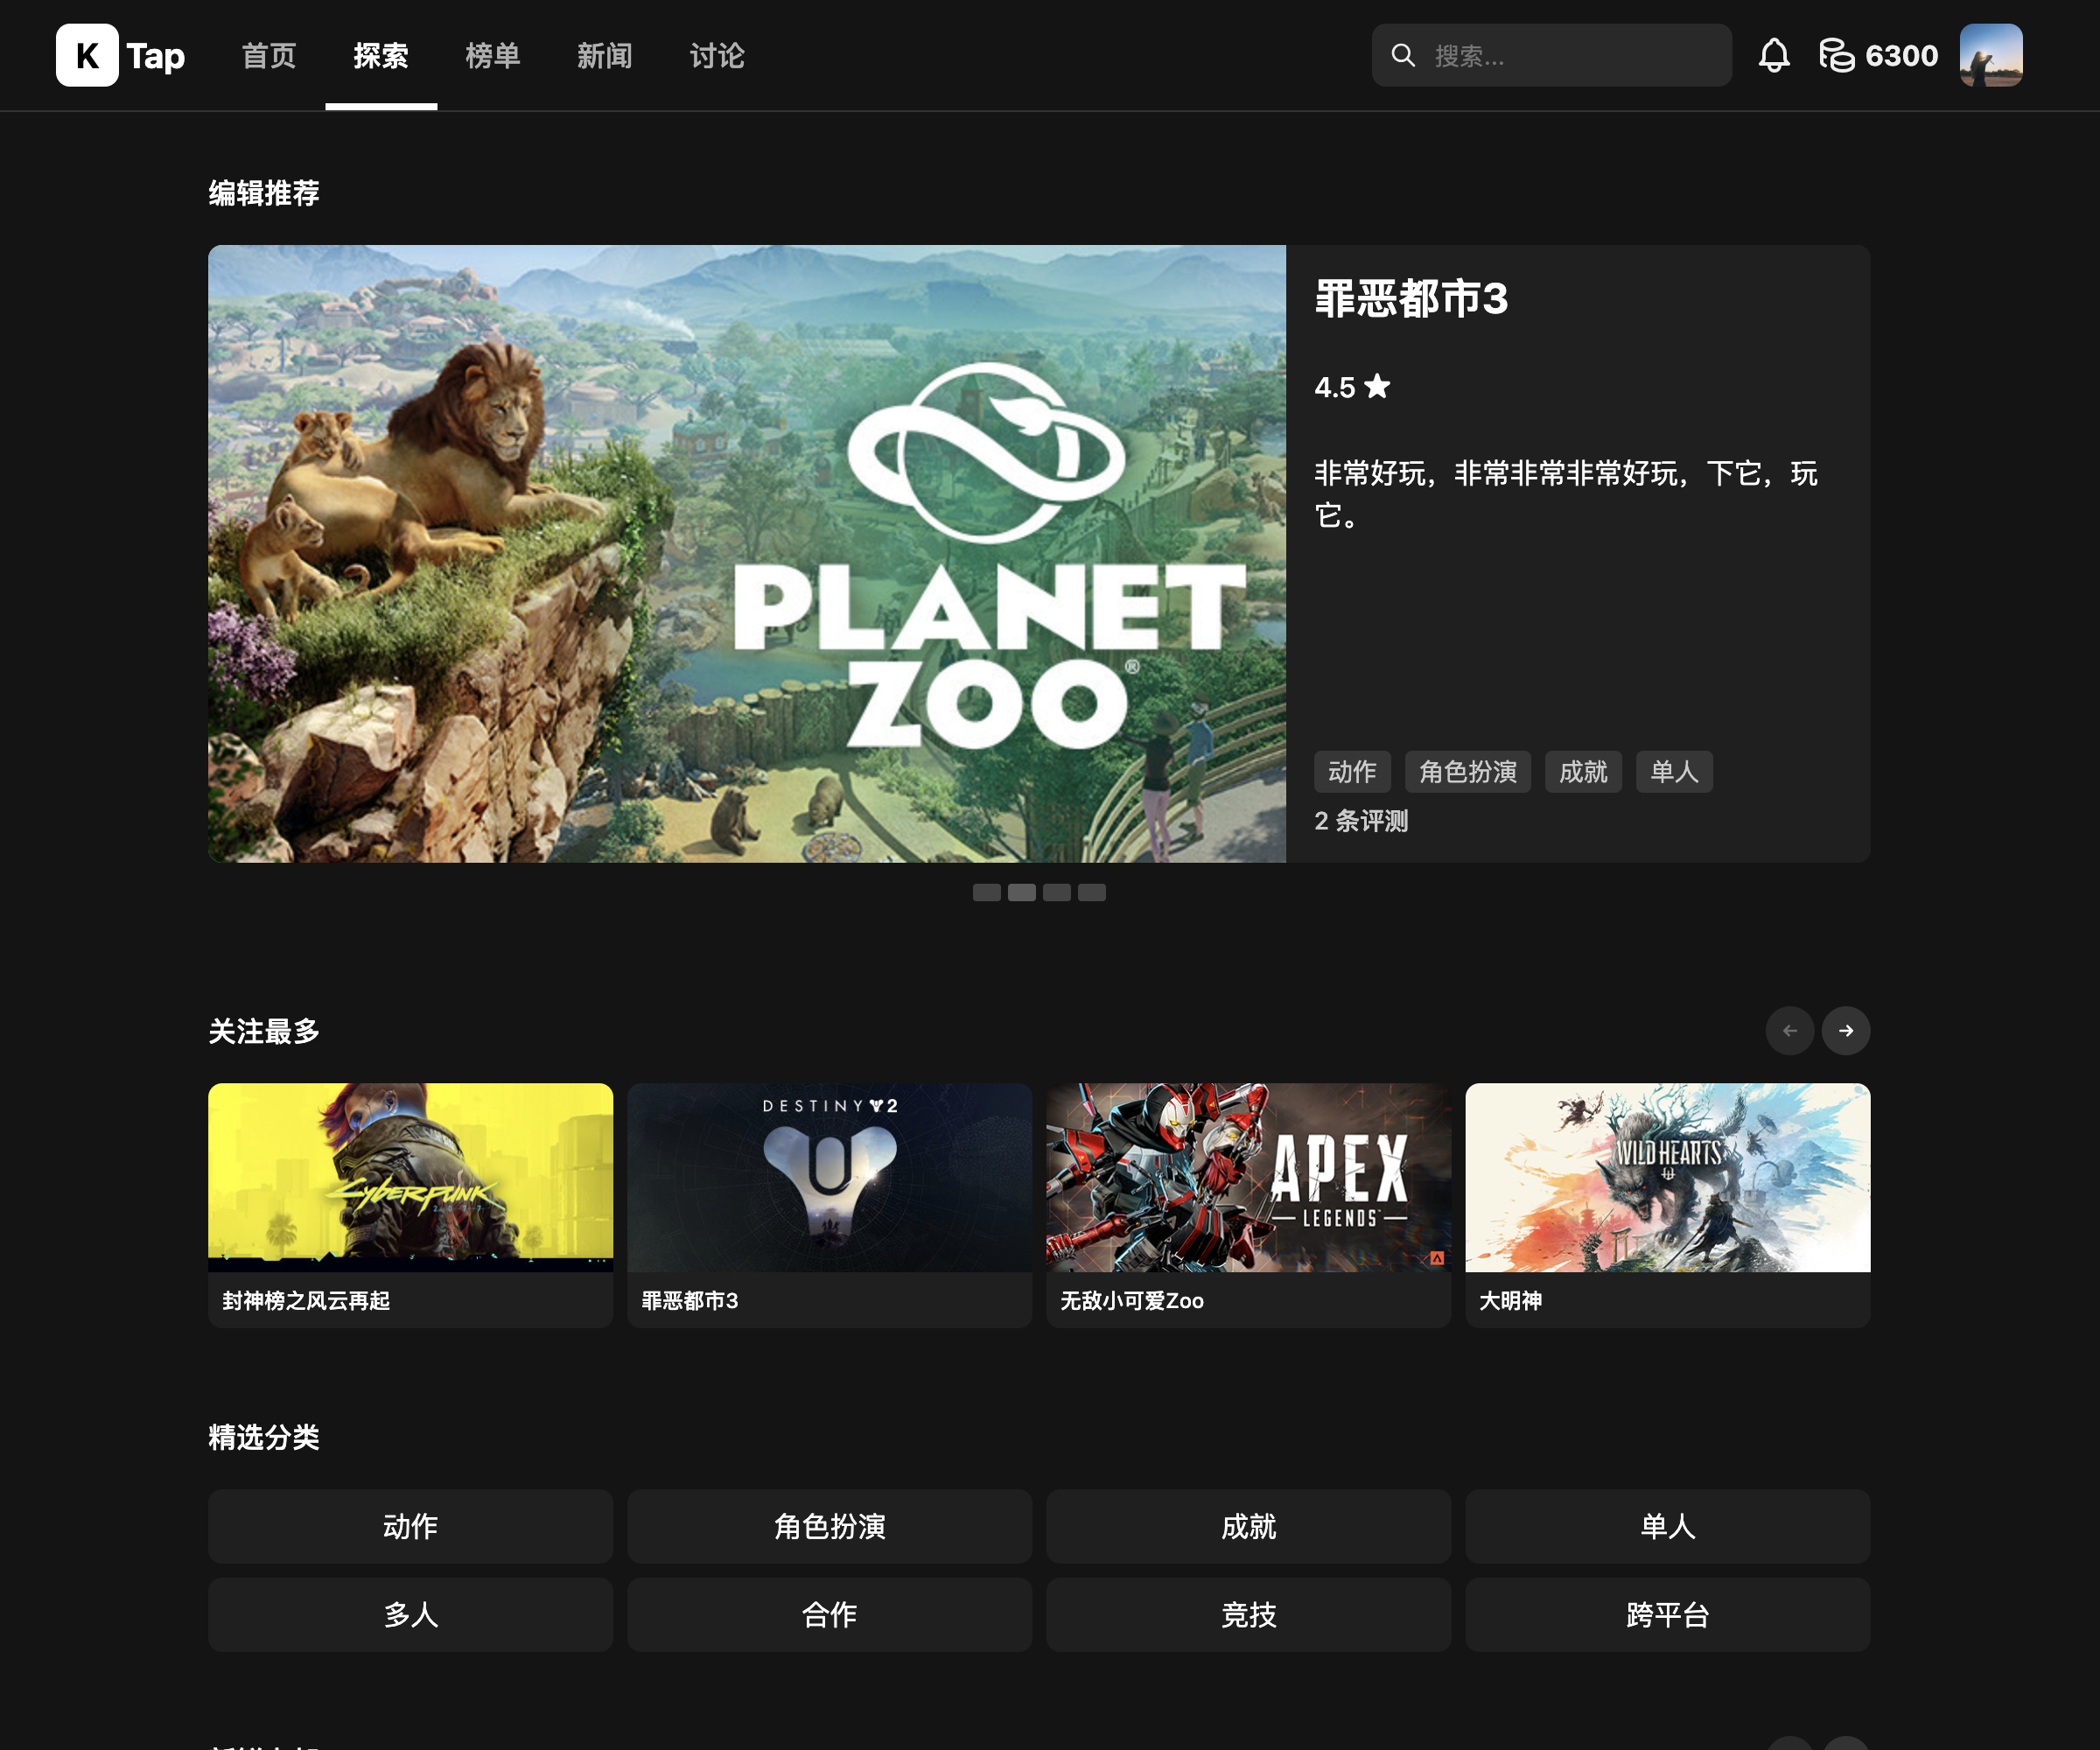 K Tap
首页
探索
榜单
新闻
讨论
搜索...
6300
编辑推荐
PLANET
ZOO®
罪恶都市3
4.5
非常好玩，非常非常非常好玩，下它，玩
它。
动作
角色扮演
成就
单人
2 条评测
关注最多
CYBERPUNK
2077
封神榜之风云再起
DESTINY 2
罪恶都市3
APEX
LEGENDS
无敌小可爱Zoo
WILD HEARTS
大明神
精选分类
动作
角色扮演
成就
单人
多人
合作
竞技
跨平台